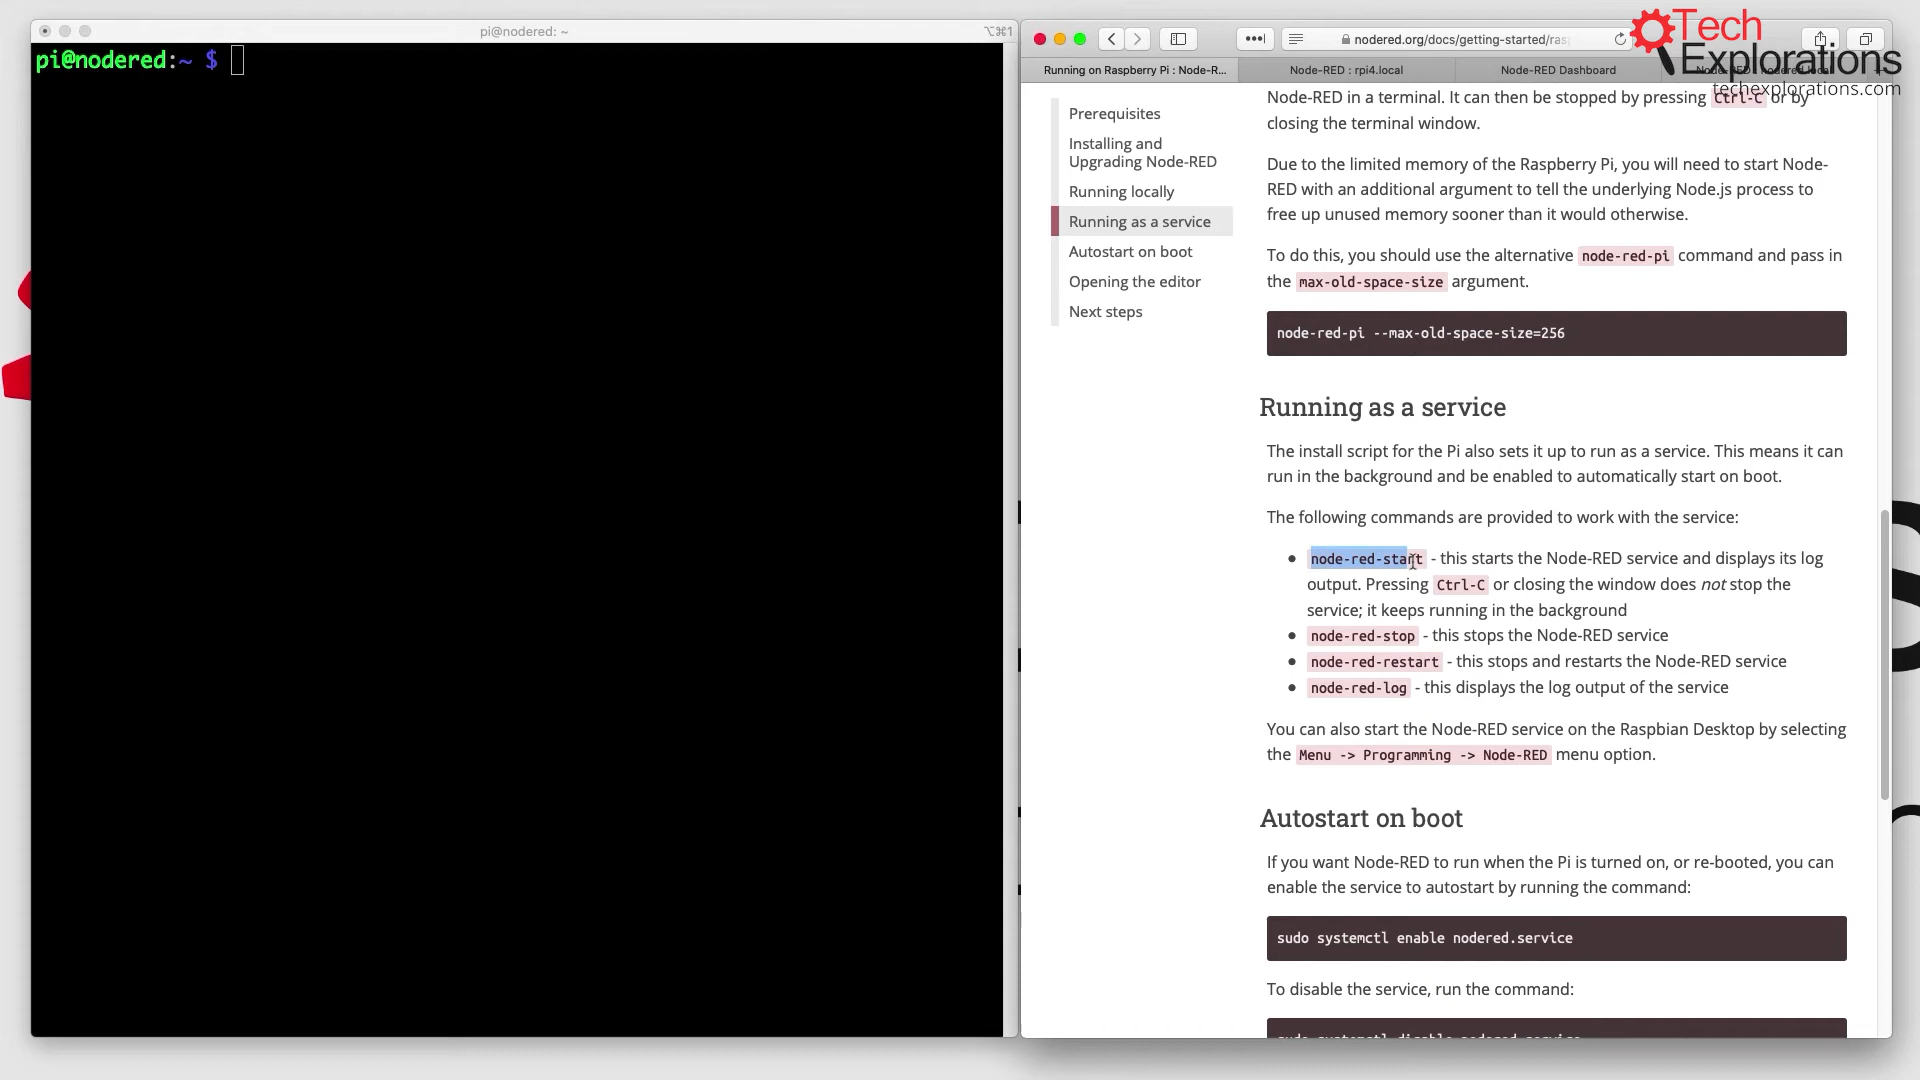 pi@nodered: ~
⌥⌘1
pi@nodered:~ $
nodered.org/docs/getting-started/ras
Tech
Explorations
techexplorations.com
Running on Raspberry Pi : Node-R...
Node-RED : rpi4.local
Node-RED Dashboard
Prerequisites
Installing and
Upgrading Node-RED
Running locally
Running as a service
Autostart on boot
Opening the editor
Next steps
Node-RED in a terminal. It can then be stopped by pressing Ctrl-C or by
closing the terminal window.
Due to the limited memory of the Raspberry Pi, you will need to start Node-
RED with an additional argument to tell the underlying Node.js process to
free up unused memory sooner than it would otherwise.
To do this, you should use the alternative node-red-pi command and pass in
the max-old-space-size argument.
node-red-pi --max-old-space-size=256
Running as a service
The install script for the Pi also sets it up to run as a service. This means it can
run in the background and be enabled to automatically start on boot.
The following commands are provided to work with the service:
node-red-start - this starts the Node-RED service and displays its log
output. Pressing Ctrl-C or closing the window does not stop the
service; it keeps running in the background
node-red-stop - this stops the Node-RED service
node-red-restart - this stops and restarts the Node-RED service
node-red-log - this displays the log output of the service
You can also start the Node-RED service on the Raspbian Desktop by selecting
the Menu -> Programming -> Node-RED menu option.
Autostart on boot
If you want Node-RED to run when the Pi is turned on, or re-booted, you can
enable the service to autostart by running the command:
sudo systemctl enable nodered.service
To disable the service, run the command: